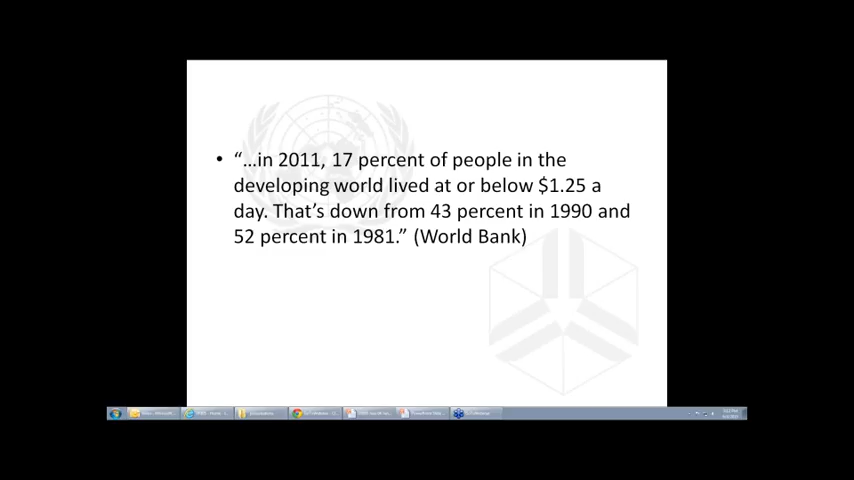 • “...in 2011, 17 percent of people in the
developing world lived at or below $1.25 a
day. That’s down from 43 percent in 1990 and
52 percent in 1981.” (World Bank)